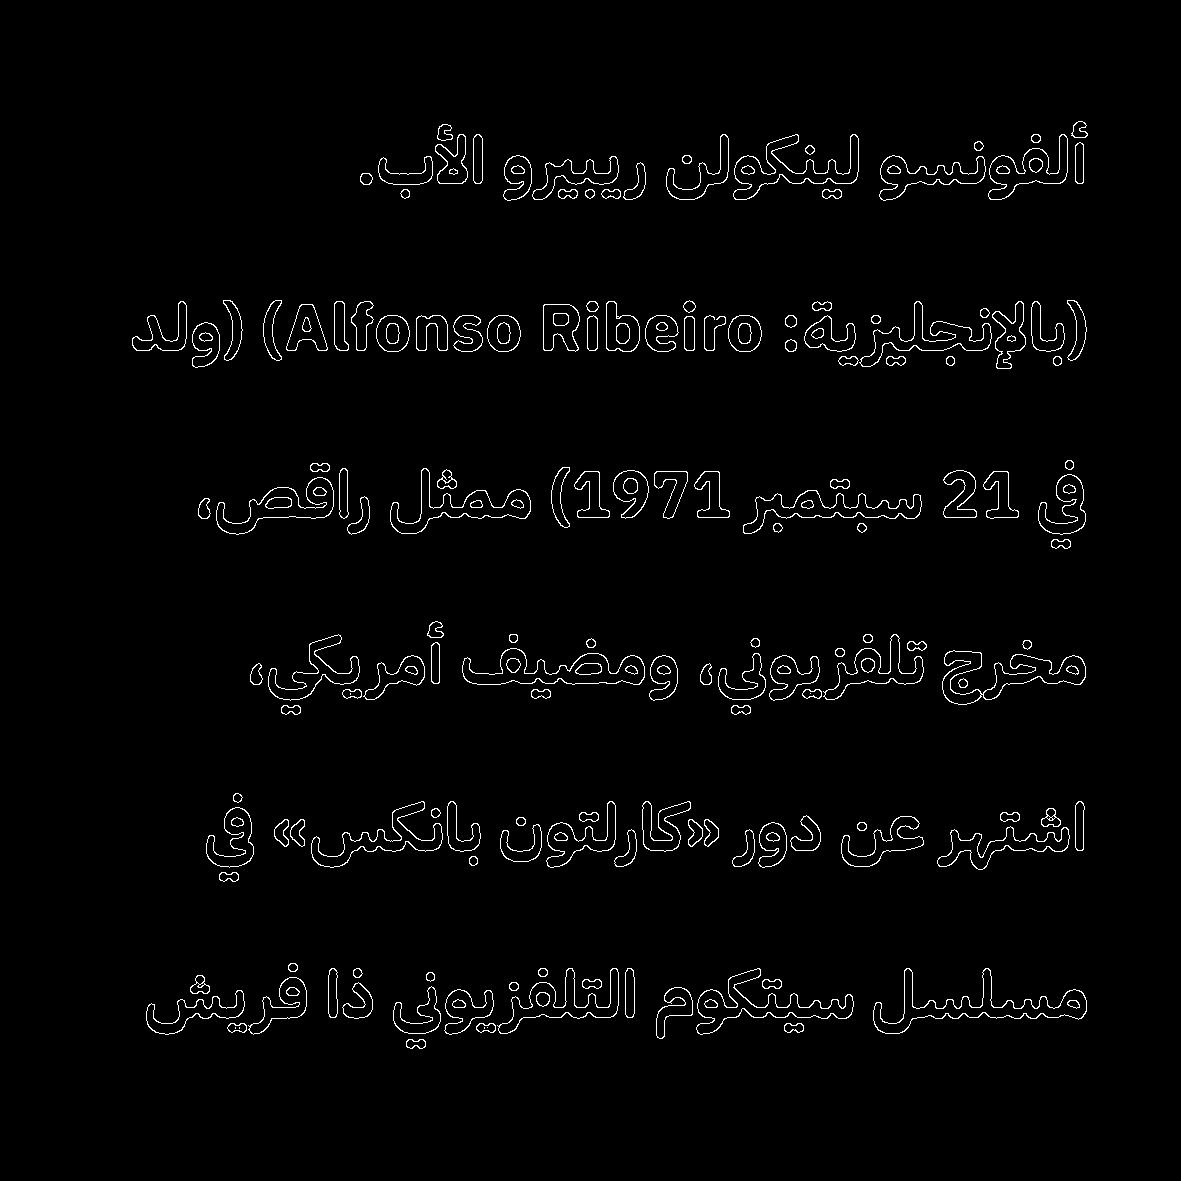 ألفونسو لينكولن ريبيرو الأب.
(بالإنجليزية: Alfonso Ribeiro) (ولد
في 21 سبتمبر 1971) ممثل راقص،
مخرج تلفزيوني، ومضيف أمريكي،
اشتهر عن دور «كارلتون بانكس» في
مسلسل سيتكوم التلفزيوني ذا فريش